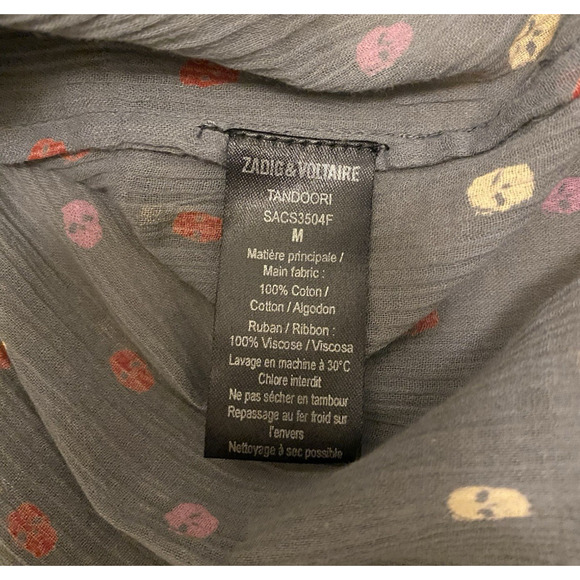 ZADIG & VOLTAIRE
TANDOORI
SACS3504F
M
Matière principale /
Main fabric :
100% Coton /
Cotton / Algodon
Ruban / Ribbon :
100% Viscose / Viscosa
Lavage en machine à 30°C
Chlore interdit
Ne pas sécher en tambour
Repassage au fer froid sur
l'envers
Nettoyage à sec possible